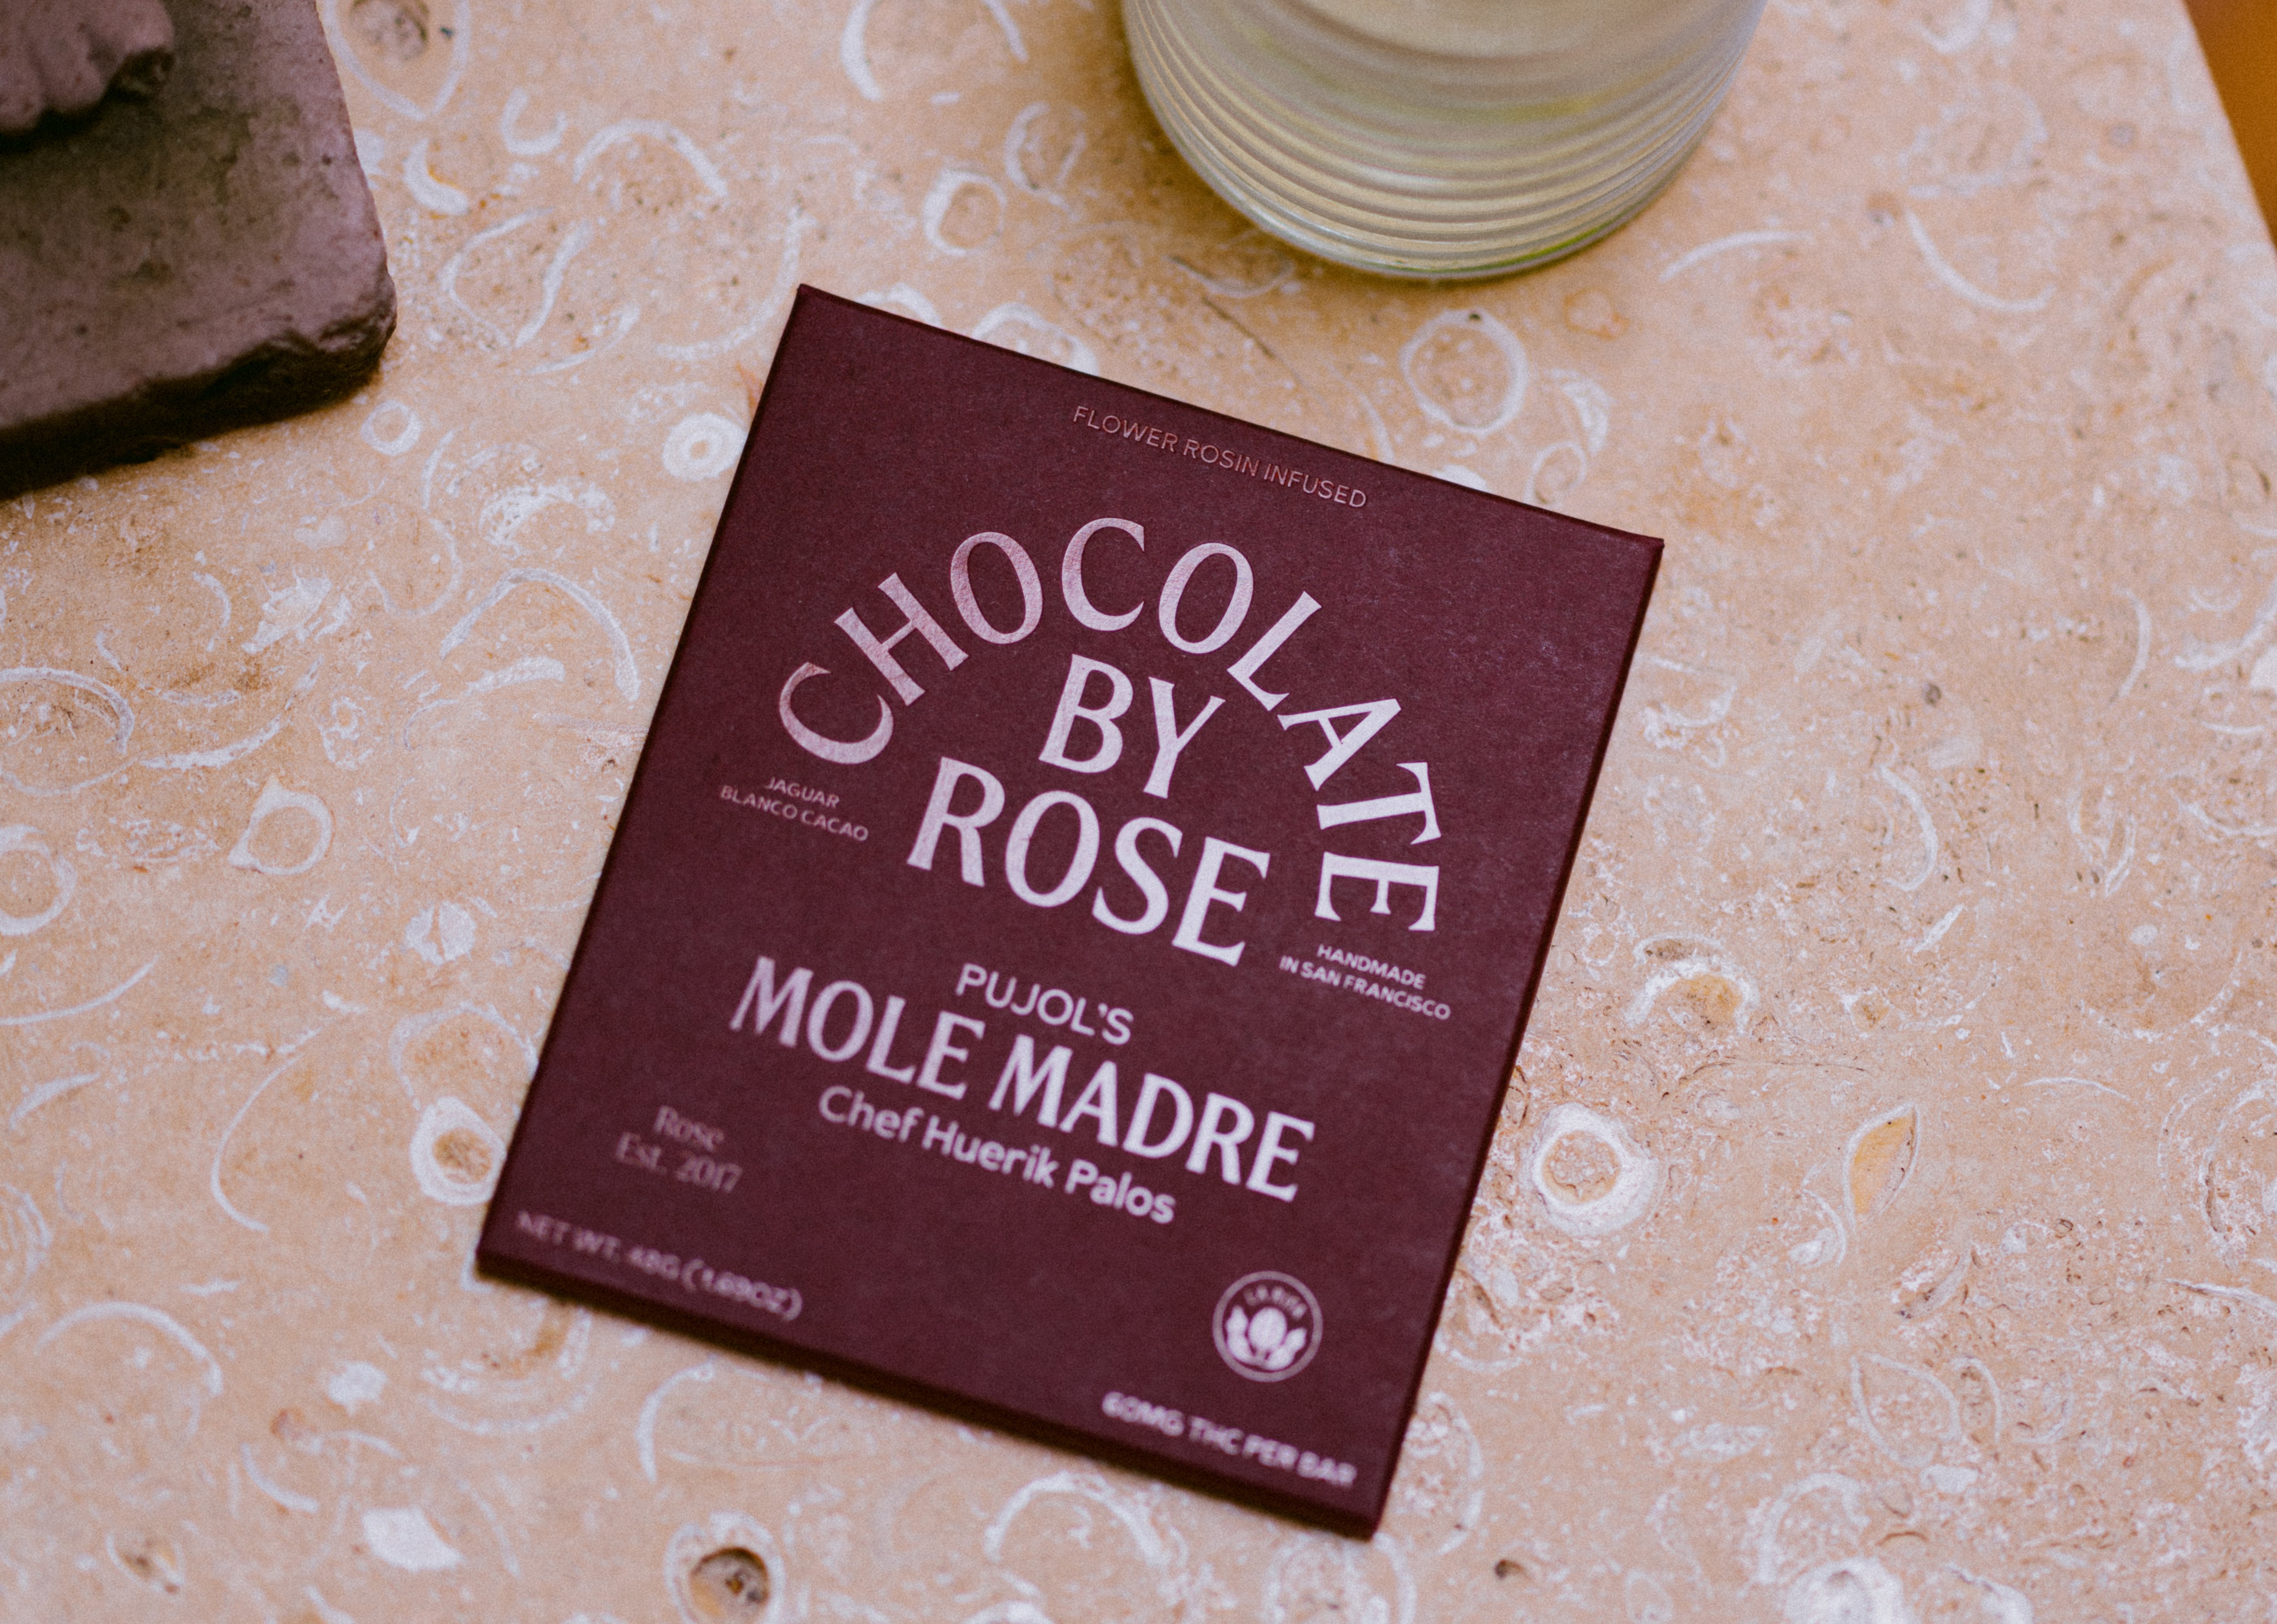 FLOWER ROSIN INFUSED
CHOCOLATE
BY
ROSE
JAGUAR
BLANCO CACAO
HANDMADE
IN SAN FRANCISCO
PUJOL'S
MOLE MADRE
Chef Huerik Palos
Rose
Est. 2017
NET WT. 48G (1.69OZ)
60MG THC PER BAR